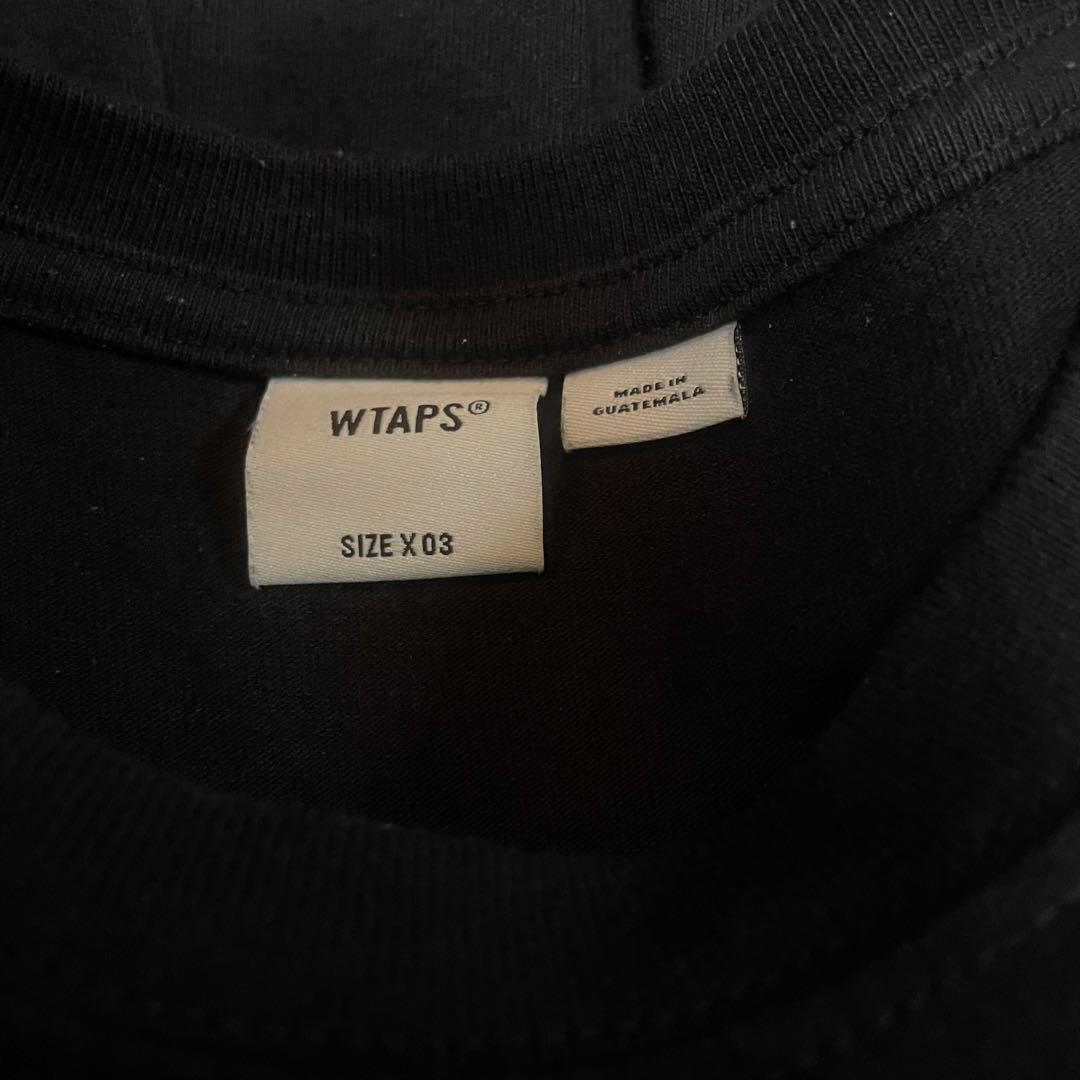 WTAPS®
SIZE X 03
MADE IN
GUATEMALA